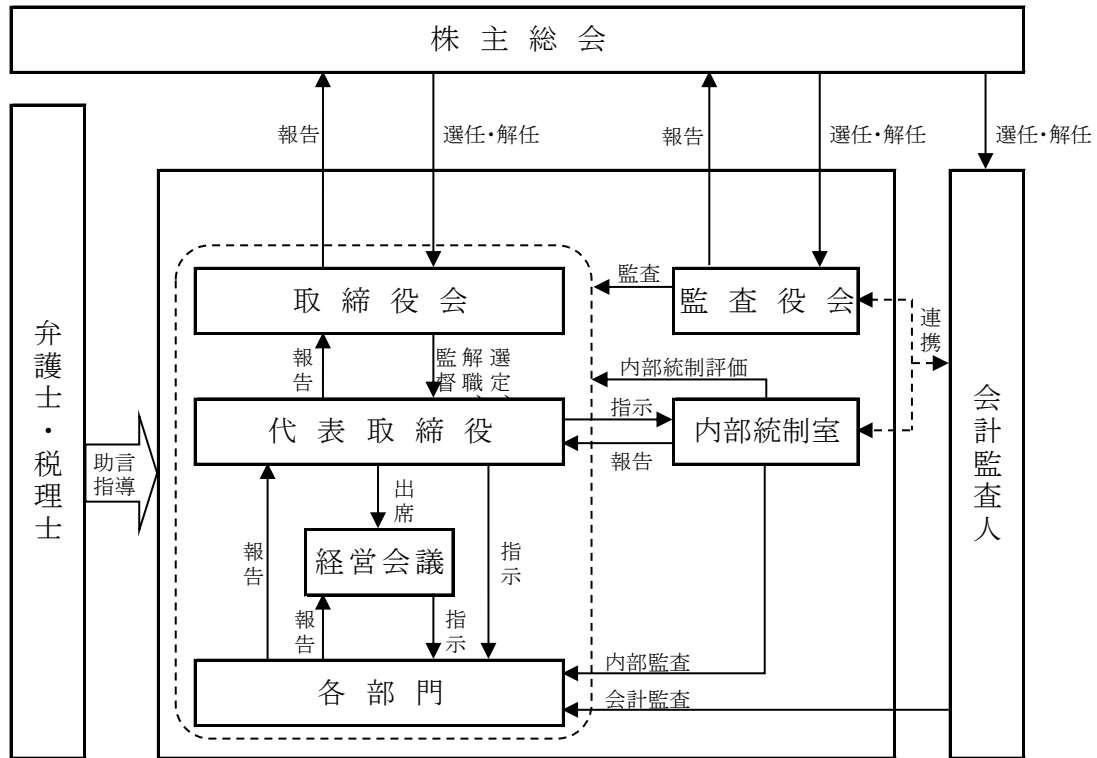 株主総会
報告
選任・解任
報告
選任・解任
選任・解任
取締役会
監査
監査役会
連携
報告
選定、
解職、
監督
内部統制評価
代表取締役
指示
報告
内部統制室
弁護士・税理士
助言
指導
会計監査人
出席
経営会議
報告
指示
報告
指示
内部監査
各部門
会計監査